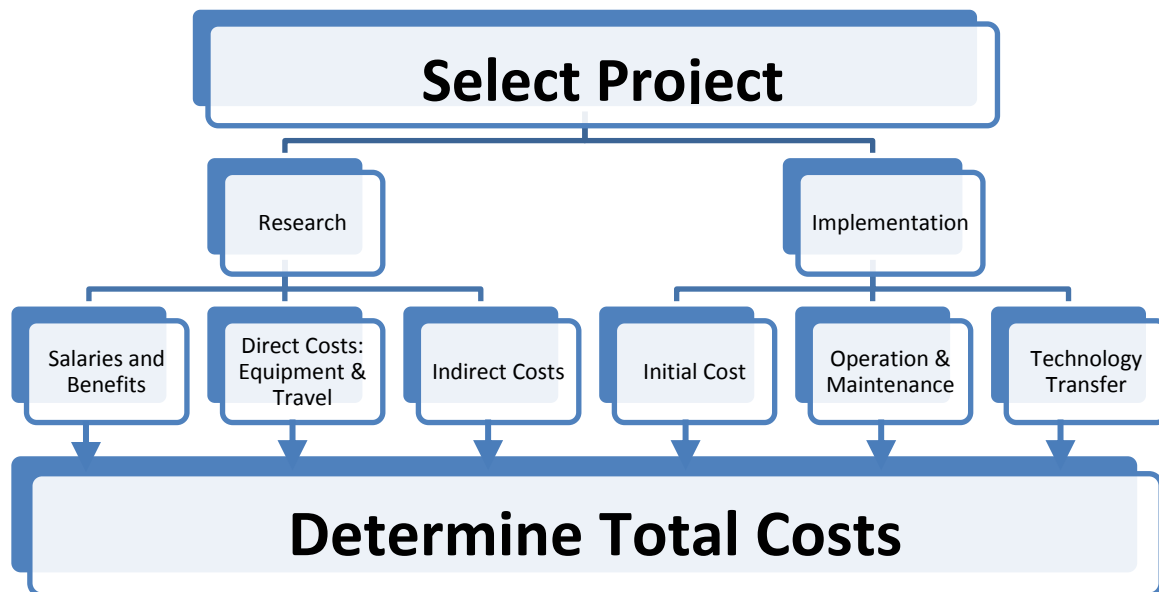 Select Project
Research
Implementation
Salaries and
Benefits
Direct Costs:
Equipment &
Travel
Indirect Costs
Initial Cost
Operation &
Maintenance
Technology
Transfer
Determine Total Costs